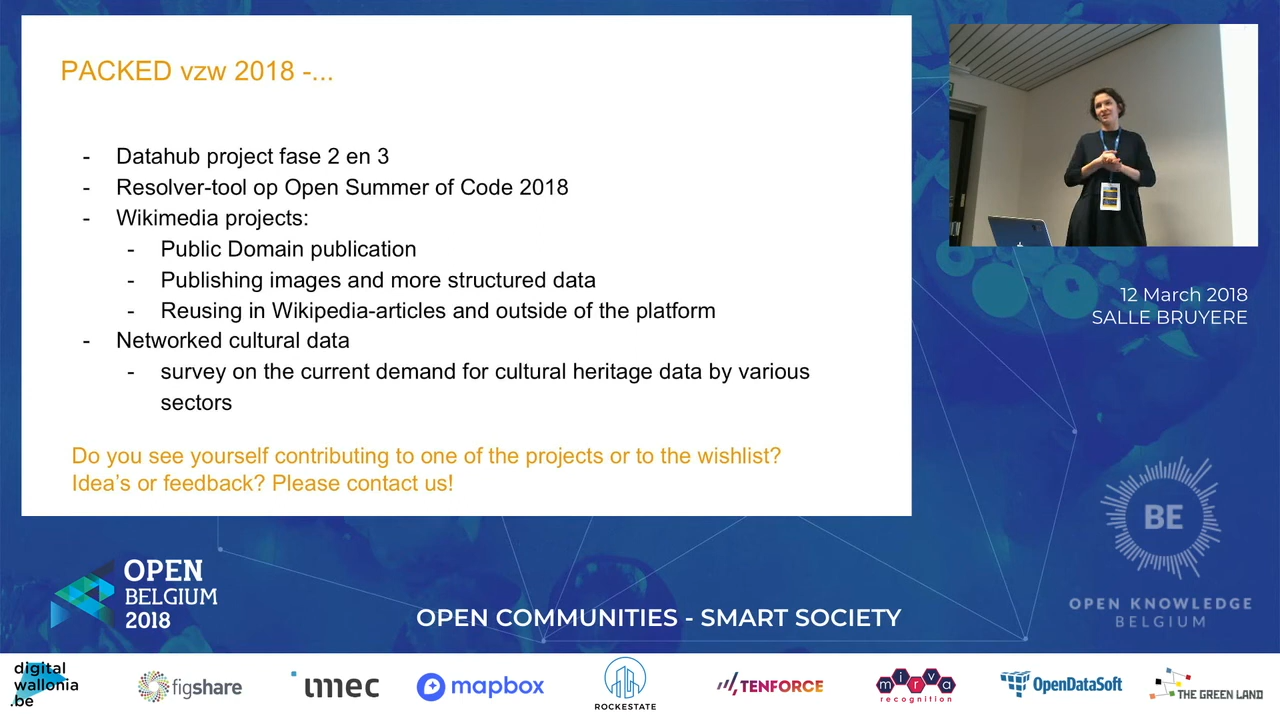 PACKED vzw 2018 -...
- Datahub project fase 2 en 3
- Resolver-tool op Open Summer of Code 2018
- Wikimedia projects:
- Public Domain publication
- Publishing images and more structured data
- Reusing in Wikipedia-articles and outside of the platform
- Networked cultural data
- survey on the current demand for cultural heritage data by various
sectors
Do you see yourself contributing to one of the projects or to the wishlist?
Idea's or feedback? Please contact us!
12 March 2018
SALLE BRUYERE
BE
OPEN KNOWLEDGE
BELGIUM
OPEN
BELGIUM
2018
OPEN COMMUNITIES - SMART SOCIETY
digital
wallonia
.be
figshare
imec
mapbox
ROCKESTATE
TENFORCE
mirva
recognition
OpenDataSoft
THE GREEN LAND